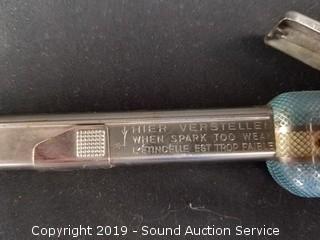 HIER VERSTELLEN
WHEN SPARK TOO WEAK
L'ETINCELLE EST TROP FAIBLE
Copyright 2019 - Sound Auction Service